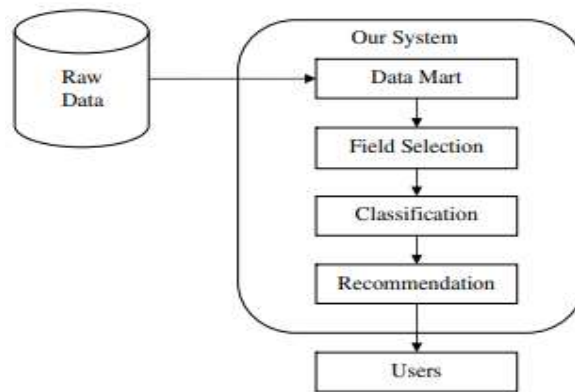 Raw
Data
Our System
Data Mart
Field Selection
Classification
Recommendation
Users